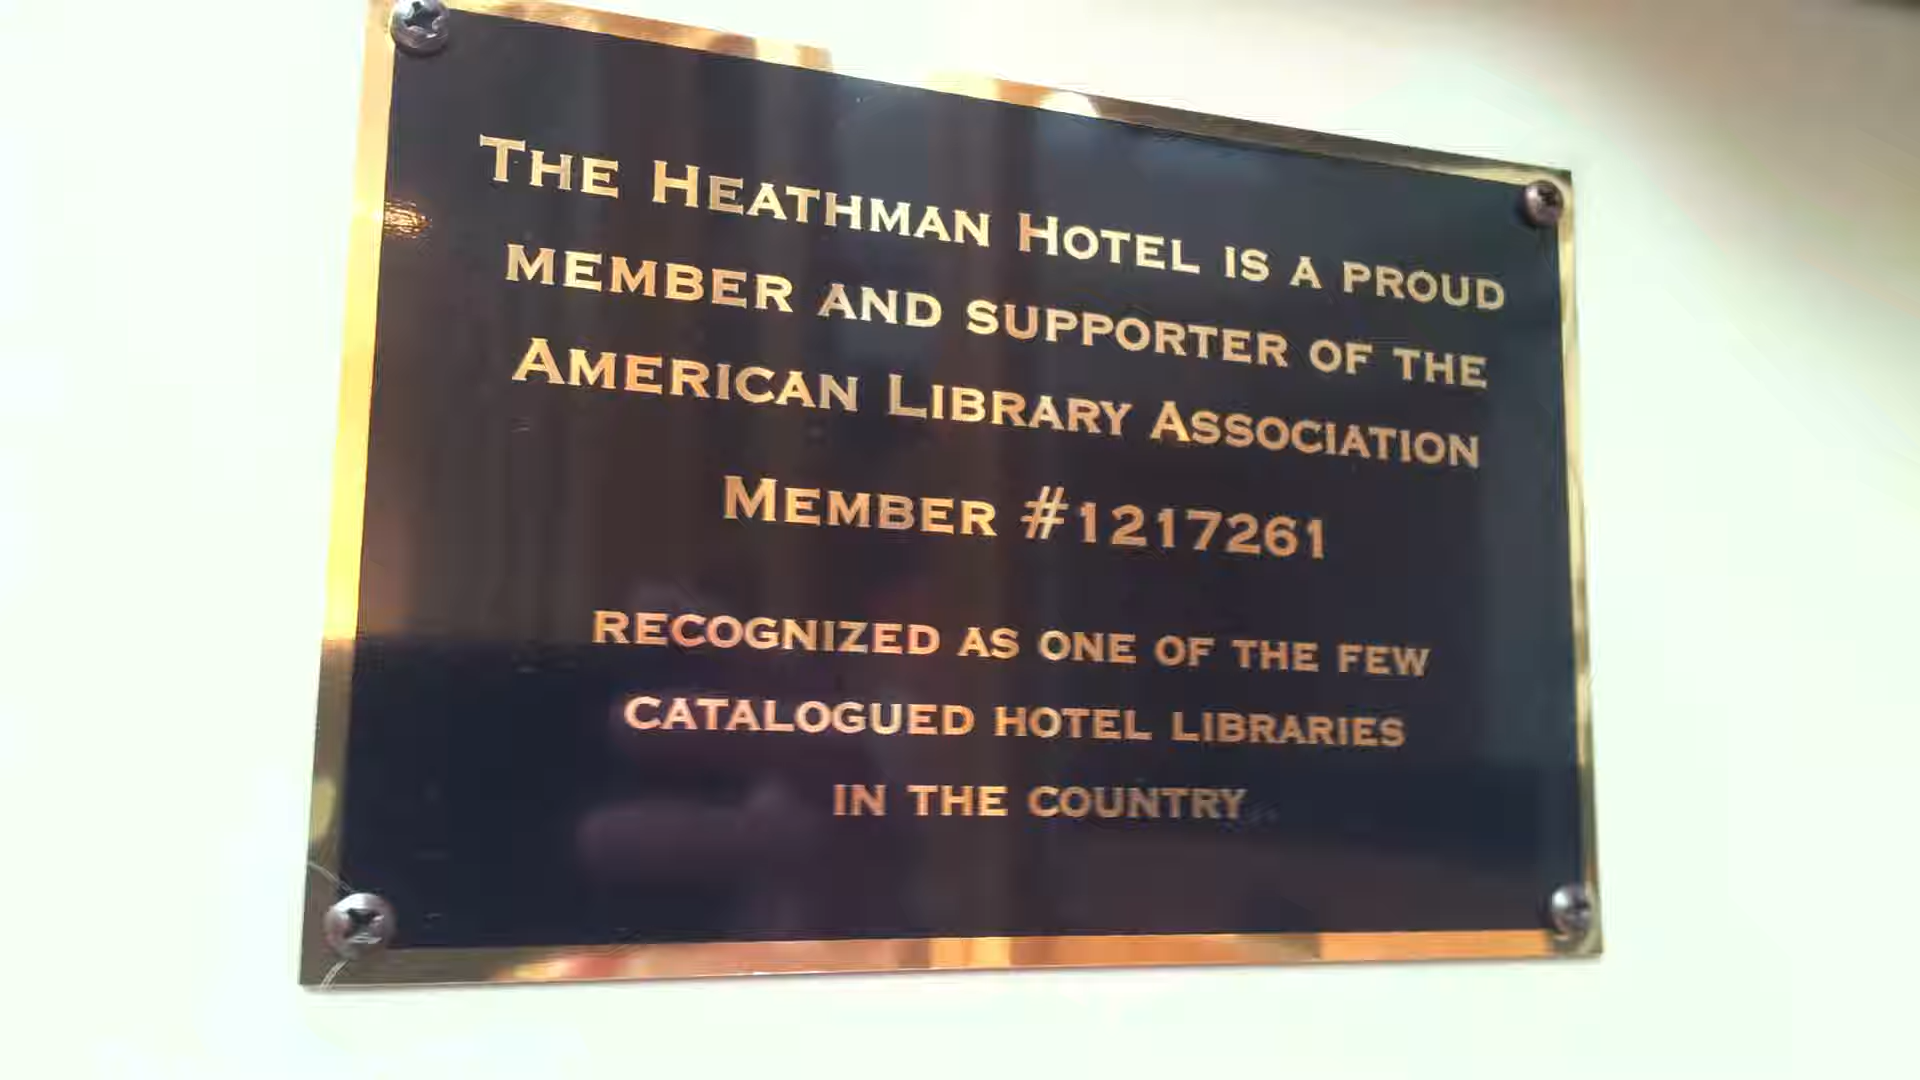 The Heathman Hotel is a proud
member and supporter of the
American Library Association
Member #1217261
recognized as one of the few
catalogued hotel libraries
in the country